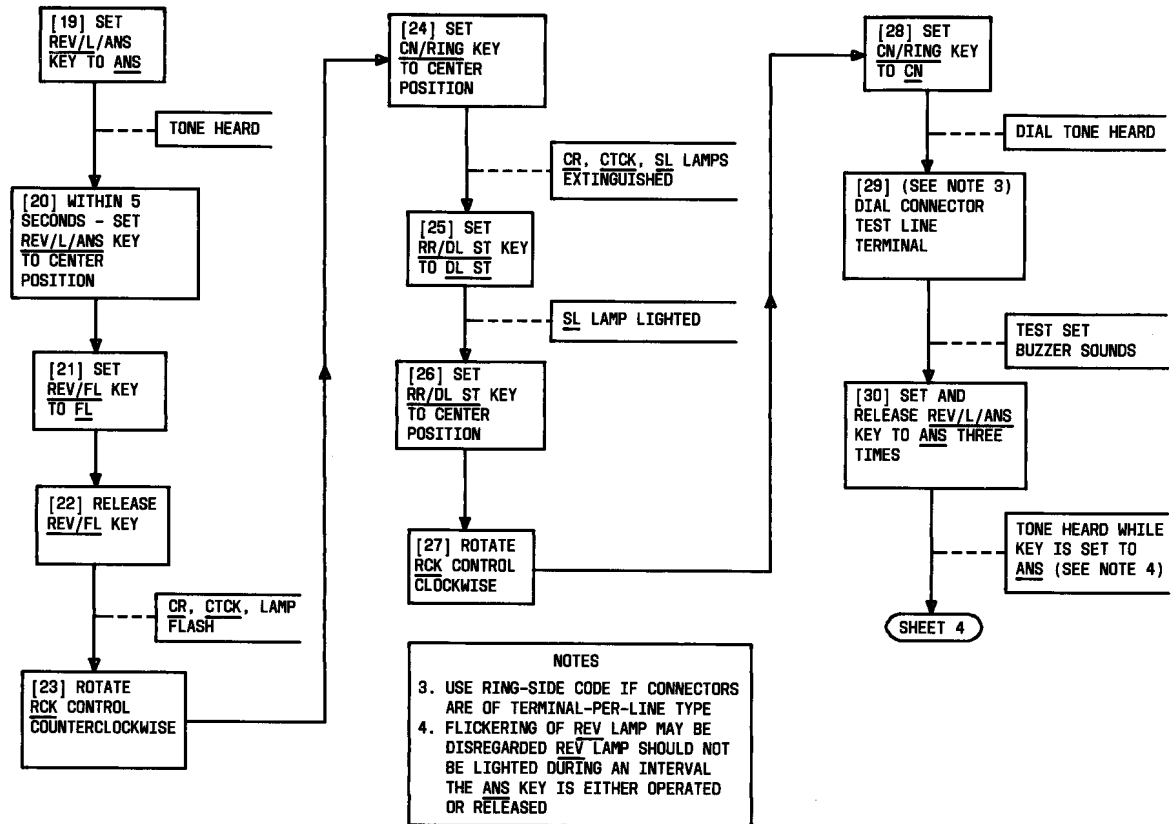 [19] SET
REV/L/ANS
KEY TO ANS
TONE HEARD
[20] WITHIN 5
SECONDS - SET
REV/L/ANS KEY
TO CENTER
POSITION
[21] SET
REV/FL KEY
TO FL
[22] RELEASE
REV/FL KEY
CR, CTCK, LAMP
FLASH
[23] ROTATE
RCK CONTROL
COUNTERCLOCKWISE
[24] SET
CN/RING KEY
TO CENTER
POSITION
CR, CTCK, SL LAMPS
EXTINGUISHED
[25] SET
RR/DL ST KEY
TO DL ST
SL LAMP LIGHTED
[26] SET
RR/DL ST KEY
TO CENTER
POSITION
[27] ROTATE
RCK CONTROL
CLOCKWISE
[28] SET
CN/RING KEY
TO CN
DIAL TONE HEARD
[29] (SEE NOTE 3)
DIAL CONNECTOR
TEST LINE
TERMINAL
TEST SET
BUZZER SOUNDS
[30] SET AND
RELEASE REV/L/ANS
KEY TO ANS THREE
TIMES
TONE HEARD WHILE
KEY IS SET TO
ANS (SEE NOTE 4)
SHEET 4
NOTES
3. USE RING-SIDE CODE IF CONNECTORS
ARE OF TERMINAL-PER-LINE TYPE
4. FLICKERING OF REV LAMP MAY BE
DISREGARDED REV LAMP SHOULD NOT
BE LIGHTED DURING AN INTERVAL
THE ANS KEY IS EITHER OPERATED
OR RELEASED